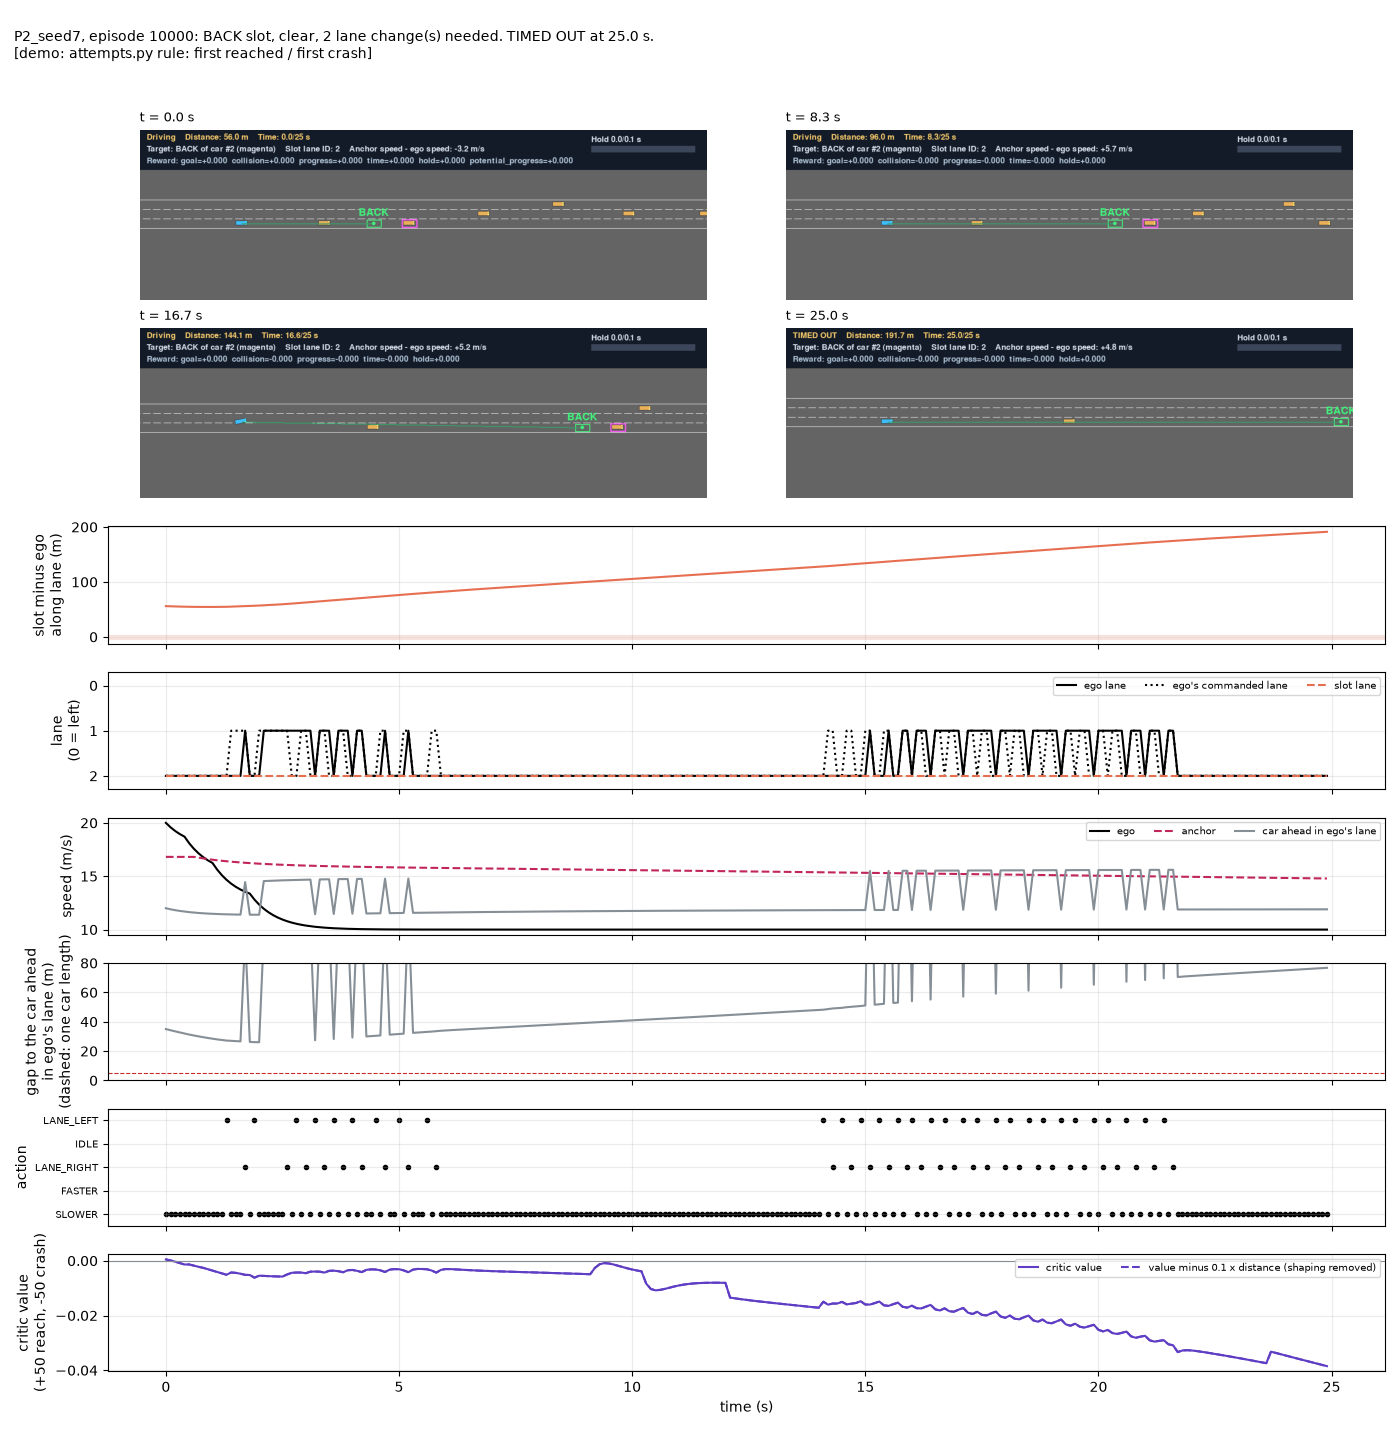 P2_seed7, episode 10000: BACK slot, clear, 2 lane change(s) needed. TIMED OUT at 25.0 s.
[demo: attempts.py rule: first reached / first crash]
t = 0.0 s
Driving Distance: 56.0 m Time: 0.0/25 s
Hold 0.0/0.1 s
Target: BACK of car #2 (magenta) Slot lane ID: 2 Anchor speed - ego speed: -3.2 m/s
Reward: goal=+0.000 collision=+0.000 progress=+0.000 time=+0.000 hold=+0.000 potential_progress=+0.000
BACK
t = 8.3 s
Driving Distance: 96.0 m Time: 8.3/25 s
Hold 0.0/0.1 s
Target: BACK of car #2 (magenta) Slot lane ID: 2 Anchor speed - ego speed: +5.7 m/s
Reward: goal=+0.000 collision=-0.000 progress=-0.000 time=-0.000 hold=+0.000
BACK
t = 16.7 s
Driving Distance: 144.1 m Time: 16.6/25 s
Hold 0.0/0.1 s
Target: BACK of car #2 (magenta) Slot lane ID: 2 Anchor speed - ego speed: +5.2 m/s
Reward: goal=+0.000 collision=-0.000 progress=-0.000 time=-0.000 hold=+0.000
BACK
t = 25.0 s
TIMED OUT Distance: 191.7 m Time: 25.0/25 s
Hold 0.0/0.1 s
Target: BACK of car #2 (magenta) Slot lane ID: 2 Anchor speed - ego speed: +4.8 m/s
Reward: goal=+0.000 collision=-0.000 progress=-0.000 time=-0.000 hold=+0.000
BACK
slot minus ego
along lane (m)
200
100
0
lane
(0 = left)
0
1
2
ego lane
ego's commanded lane
slot lane
speed (m/s)
20
15
10
ego
anchor
car ahead in ego's lane
gap to the car ahead
in ego's lane (m)
(dashed: one car length)
80
60
40
20
0
action
LANE_LEFT
IDLE
LANE_RIGHT
FASTER
SLOWER
critic value
(+50 reach, -50 crash)
0.00
−0.02
−0.04
critic value
value minus 0.1 x distance (shaping removed)
0
5
10
15
20
25
time (s)